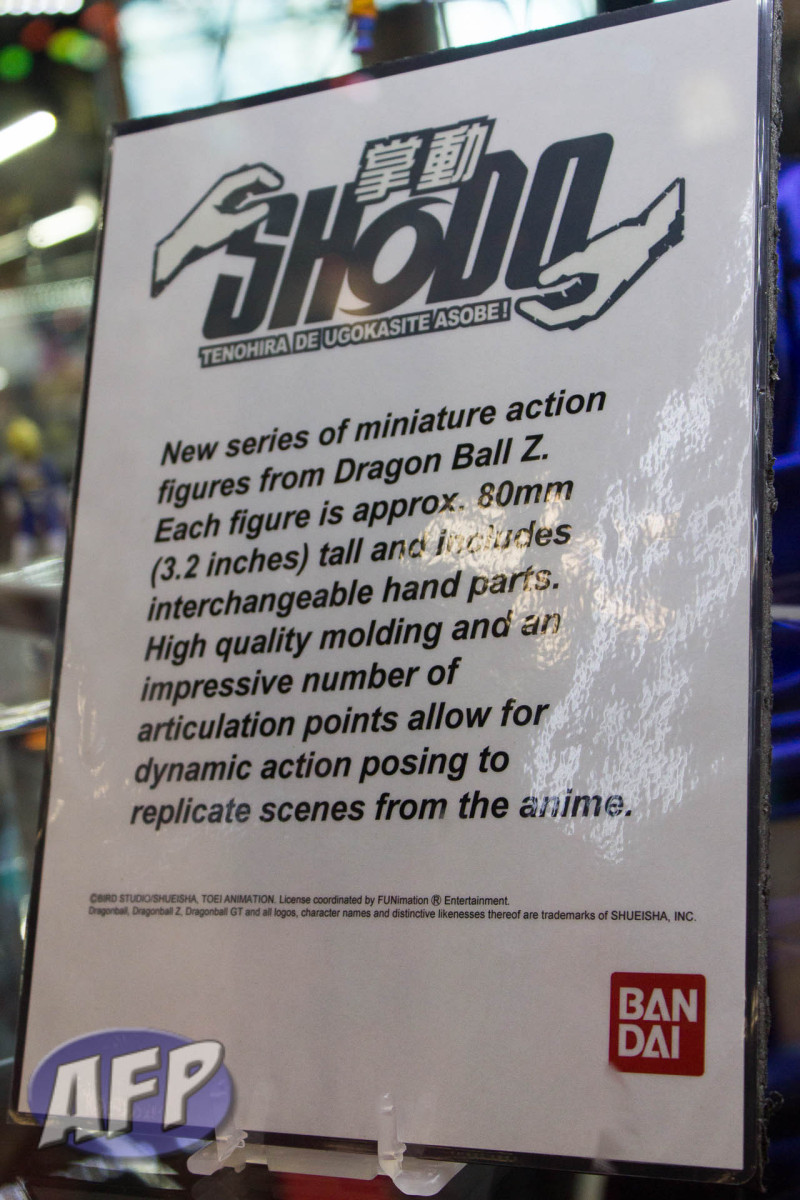 掌動
SHODO
TENOHIRA DE UGOKASITE ASOBE!
New series of miniature action
figures from Dragon Ball Z.
Each figure is approx. 80mm
(3.2 inches) tall and includes
interchangeable hand parts.
High quality molding and an
impressive number of
articulation points allow for
dynamic action posing to
replicate scenes from the anime.
©BIRD STUDIO/SHUEISHA, TOEI ANIMATION. License coordinated by FUNimation ® Entertainment.
Dragonball, Dragonball Z, Dragonball GT and all logos, character names and distinctive likenesses thereof are trademarks of SHUEISHA, INC.
BAN
DAI
AFP